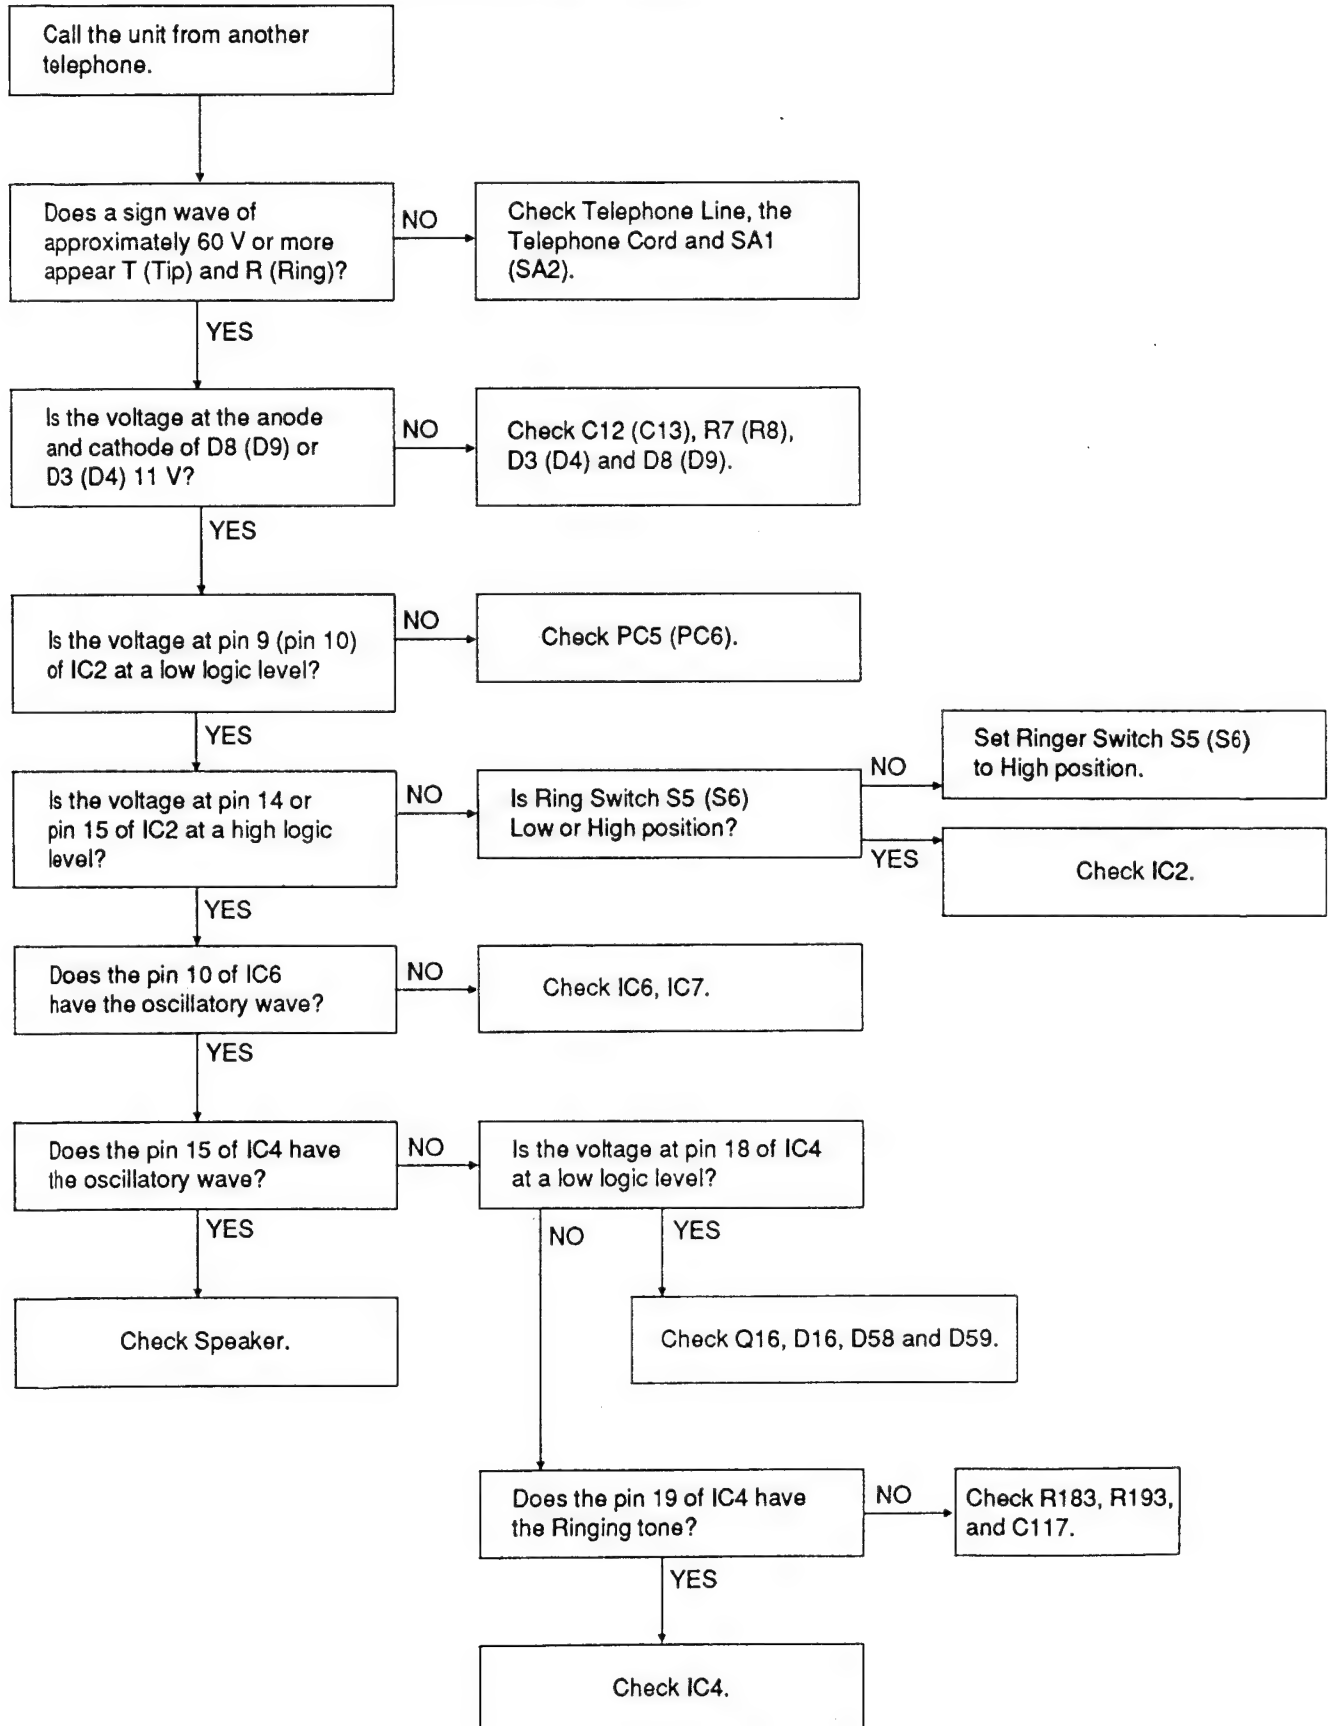 Call the unit from another
telephone.
Does a sign wave of
approximately 60 V or more
appear T (Tip) and R (Ring)?
NO
Check Telephone Line, the
Telephone Cord and SA1
(SA2).
YES
Is the voltage at the anode
and cathode of D8 (D9) or
D3 (D4) 11 V?
NO
Check C12 (C13), R7 (R8),
D3 (D4) and D8 (D9).
YES
Is the voltage at pin 9 (pin 10)
of IC2 at a low logic level?
NO
Check PC5 (PC6).
YES
Is the voltage at pin 14 or
pin 15 of IC2 at a high logic
level?
NO
Is Ring Switch S5 (S6)
Low or High position?
NO
Set Ringer Switch S5 (S6)
to High position.
YES
Check IC2.
YES
Does the pin 10 of IC6
have the oscillatory wave?
NO
Check IC6, IC7.
YES
Does the pin 15 of IC4 have
the oscillatory wave?
NO
Is the voltage at pin 18 of IC4
at a low logic level?
YES
NO
YES
Check Speaker.
Check Q16, D16, D58 and D59.
Does the pin 19 of IC4 have
the Ringing tone?
NO
Check R183, R193,
and C117.
YES
Check IC4.